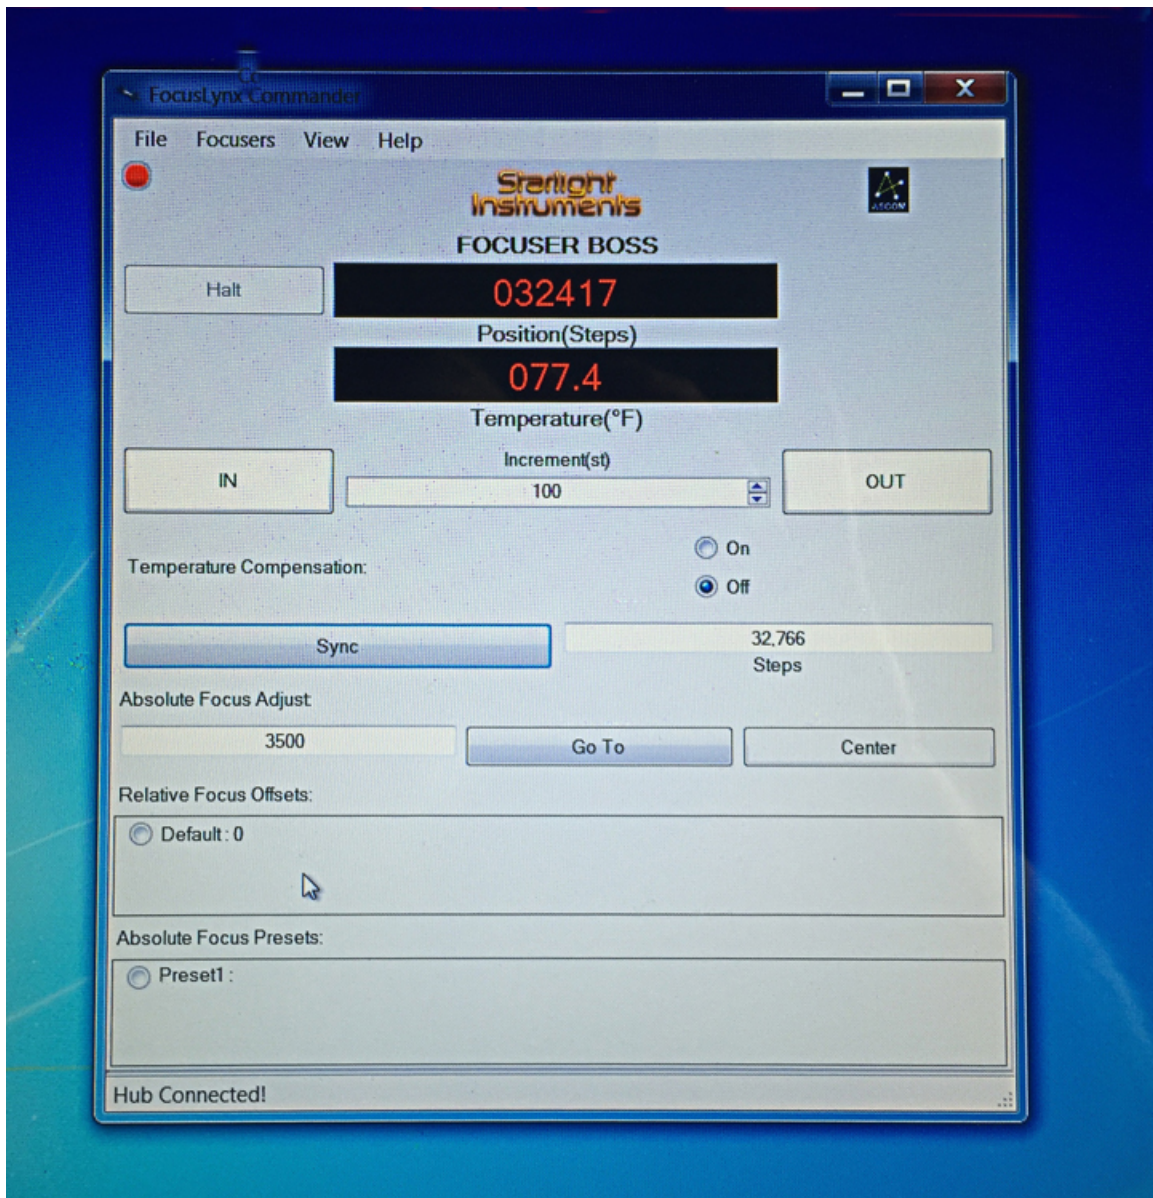 FocusLynx Commander
File Focusers View Help
Starlight
Instruments
ASCOM
FOCUSER BOSS
Halt
032417
Position(Steps)
077.4
Temperature(°F)
Increment(st)
IN
100
OUT
On
Temperature Compensation:
Off
Sync
32,766
Steps
Absolute Focus Adjust:
3500
Go To
Center
Relative Focus Offsets:
Default : 0
Absolute Focus Presets:
Preset1 :
Hub Connected!